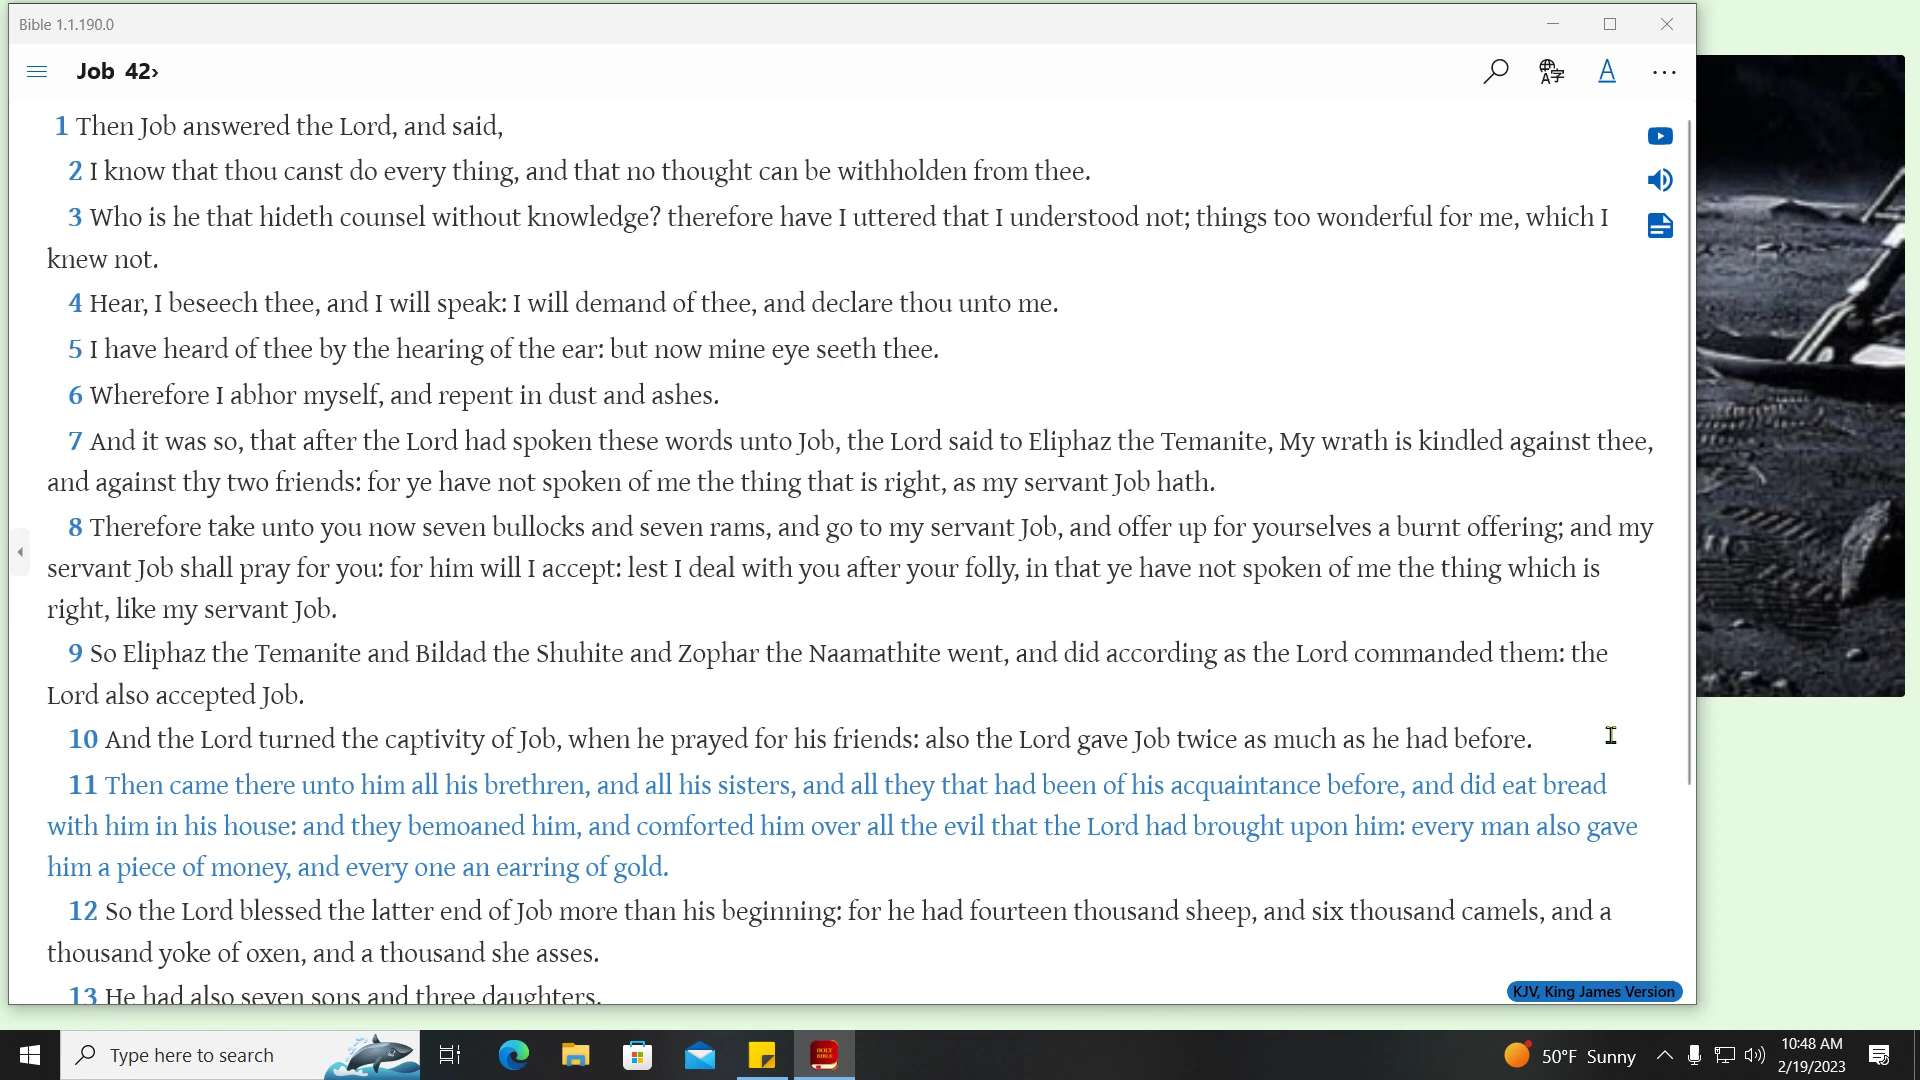 Bible 1.1.190.0
Job 42›
1 Then Job answered the Lord, and said,
2 I know that thou canst do every thing, and that no thought can be withholden from thee.
3 Who is he that hideth counsel without knowledge? therefore have I uttered that I understood not; things too wonderful for me, which I
knew not.
4 Hear, I beseech thee, and I will speak: I will demand of thee, and declare thou unto me.
5 I have heard of thee by the hearing of the ear: but now mine eye seeth thee.
6 Wherefore I abhor myself, and repent in dust and ashes.
7 And it was so, that after the Lord had spoken these words unto Job, the Lord said to Eliphaz the Temanite, My wrath is kindled against thee,
and against thy two friends: for ye have not spoken of me the thing that is right, as my servant Job hath.
8 Therefore take unto you now seven bullocks and seven rams, and go to my servant Job, and offer up for yourselves a burnt offering; and my
servant Job shall pray for you: for him will I accept: lest I deal with you after your folly, in that ye have not spoken of me the thing which is
right, like my servant Job.
9 So Eliphaz the Temanite and Bildad the Shuhite and Zophar the Naamathite went, and did according as the Lord commanded them: the
Lord also accepted Job.
10 And the Lord turned the captivity of Job, when he prayed for his friends: also the Lord gave Job twice as much as he had before.
11 Then came there unto him all his brethren, and all his sisters, and all they that had been of his acquaintance before, and did eat bread
with him in his house: and they bemoaned him, and comforted him over all the evil that the Lord had brought upon him: every man also gave
him a piece of money, and every one an earring of gold.
12 So the Lord blessed the latter end of Job more than his beginning: for he had fourteen thousand sheep, and six thousand camels, and a
thousand yoke of oxen, and a thousand she asses.
13 He had also seven sons and three daughters.
KJV, King James Version
Type here to search
HOLY
BIBLE
50°F Sunny
10:48 AM
2/19/2023